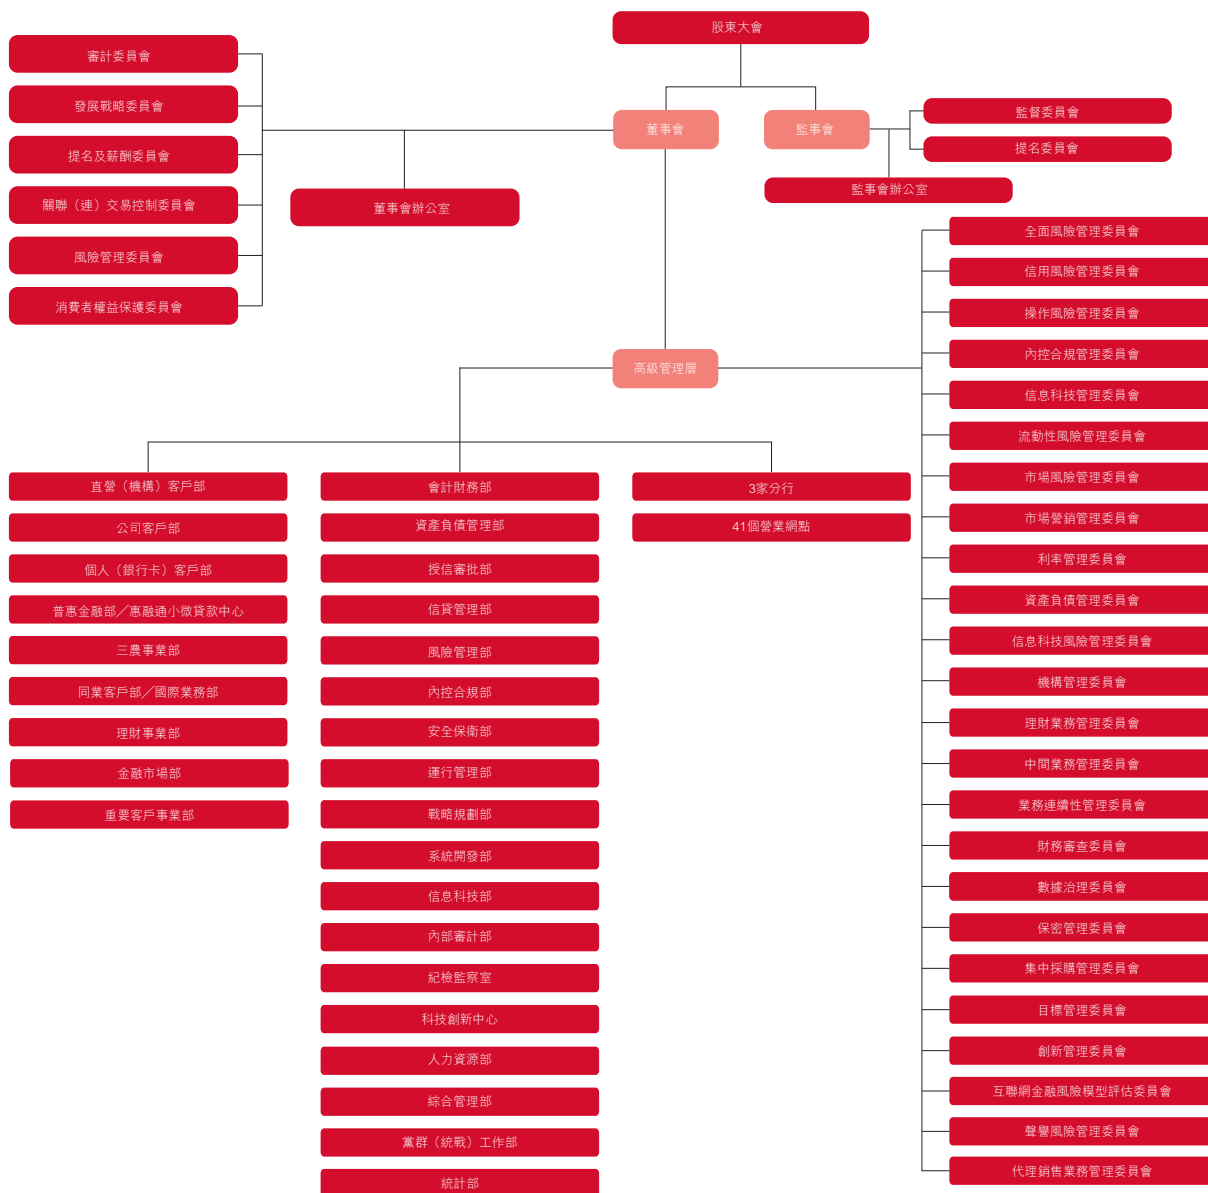 股東大會
董事會
監事會
審計委員會
發展戰略委員會
提名及薪酬委員會
關聯（連）交易控制委員會
風險管理委員會
消費者權益保護委員會
董事會辦公室
監督委員會
提名委員會
監事會辦公室
高級管理層
直營（機構）客戶部
公司客戶部
個人（銀行卡）客戶部
普惠金融部／惠融通小微貸款中心
三農事業部
同業客戶部／國際業務部
理財事業部
金融市場部
重要客戶事業部
會計財務部
資產負債管理部
授信審批部
信貸管理部
風險管理部
內控合規部
安全保衛部
運行管理部
戰略規劃部
系統開發部
信息科技部
內部審計部
紀檢監察室
科技創新中心
人力資源部
綜合管理部
黨群（統戰）工作部
統計部
3家分行
41個營業網點
全面風險管理委員會
信用風險管理委員會
操作風險管理委員會
內控合規管理委員會
信息科技管理委員會
流動性風險管理委員會
市場風險管理委員會
市場營銷管理委員會
利率管理委員會
資產負債管理委員會
信息科技風險管理委員會
機構管理委員會
理財業務管理委員會
中間業務管理委員會
業務連續性管理委員會
財務審查委員會
數據治理委員會
保密管理委員會
集中採購管理委員會
目標管理委員會
創新管理委員會
互聯網金融風險模型評估委員會
聲譽風險管理委員會
代理銷售業務管理委員會